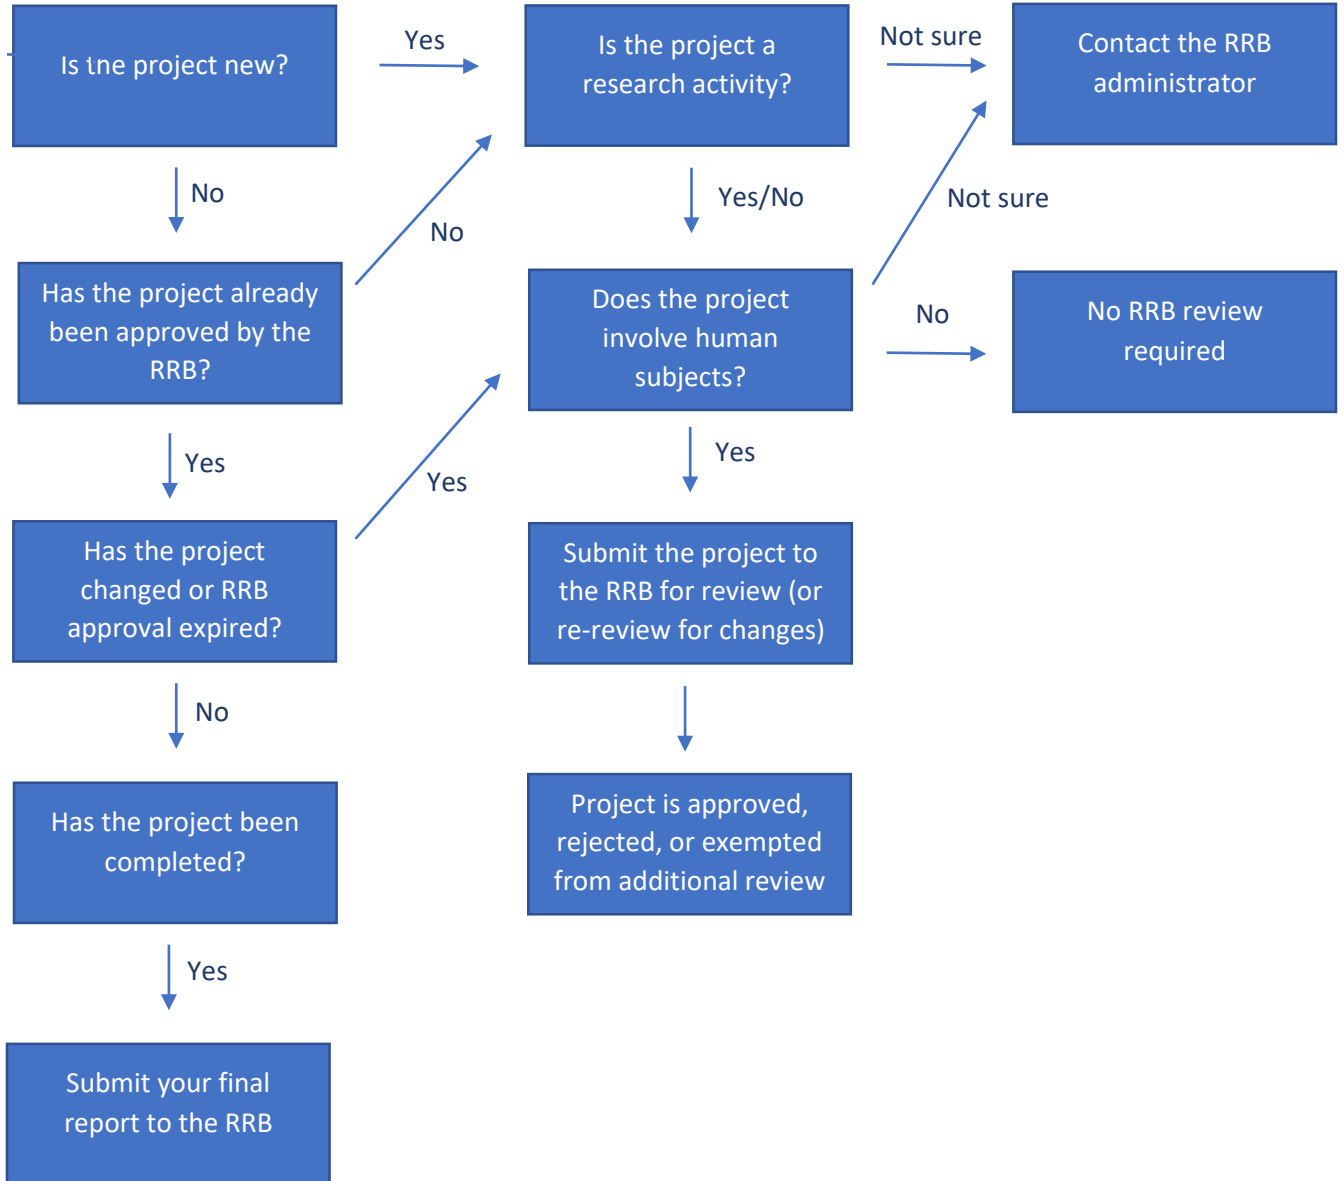 Is the project new?
Yes
Is the project a
research activity?
Not sure
Contact the RRB
administrator
No
Yes/No
Not sure
No
Has the project already
been approved by the
RRB?
Does the project
involve human
subjects?
No
No RRB review
required
Yes
Yes
Yes
Has the project
changed or RRB
approval expired?
Submit the project to
the RRB for review (or
re-review for changes)
No
Has the project been
completed?
Project is approved,
rejected, or exempted
from additional review
Yes
Submit your final
report to the RRB